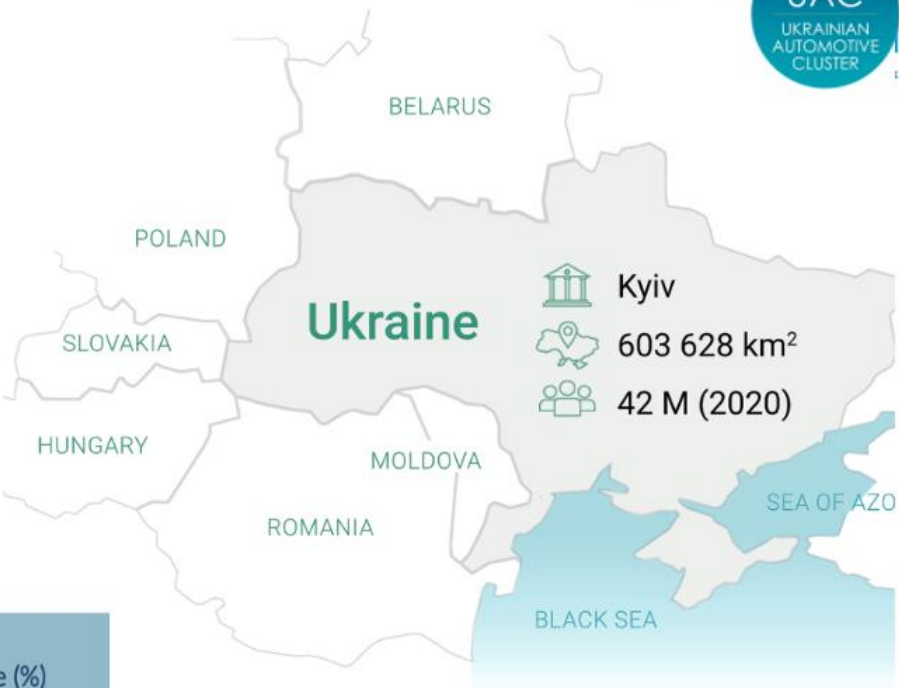 UKRAINIAN
AUTOMOTIVE
CLUSTER
BELARUS
POLAND
Kyiv
Ukraine
SLOVAKIA
603 628 km²
42 M (2020)
HUNGARY
MOLDOVA
SEA OF AZO
ROMANIA
BLACK SEA
(%)